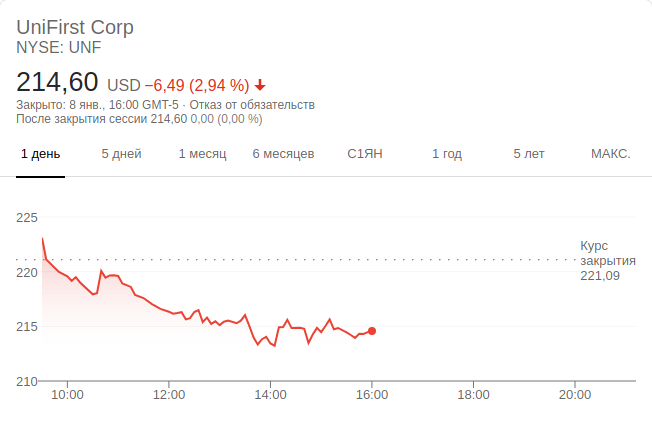 UniFirst Corp
NYSE: UNF
214,60 USD −6,49 (2,94 %)
Закрыто: 8 янв., 16:00 GMT-5 · Отказ от обязательств
После закрытия сессии 214,60 0,00 (0,00 %)
1 день 5 дней 1 месяц 6 месяцев С1ЯН 1 год 5 лет МАКС.
225
Курс
закрытия
221,09
220
215
210
10:00 12:00 14:00 16:00 18:00 20:00